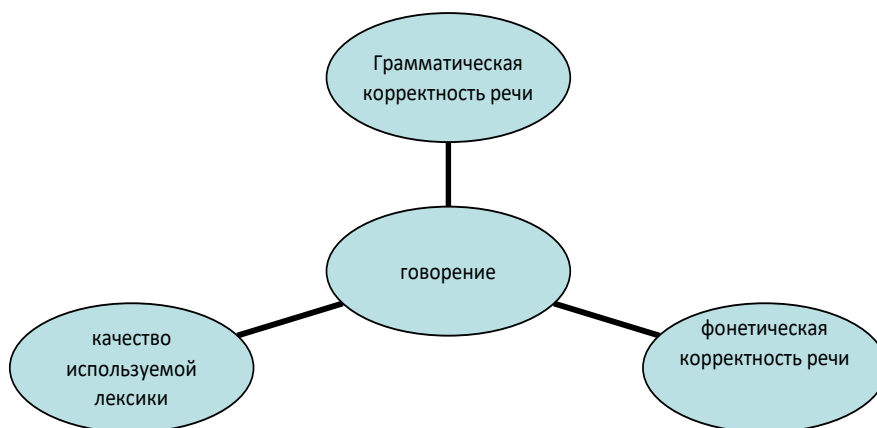 Грамматическая
корректность речи
говорение
качество
используемой
лексики
фонетическая
корректность речи